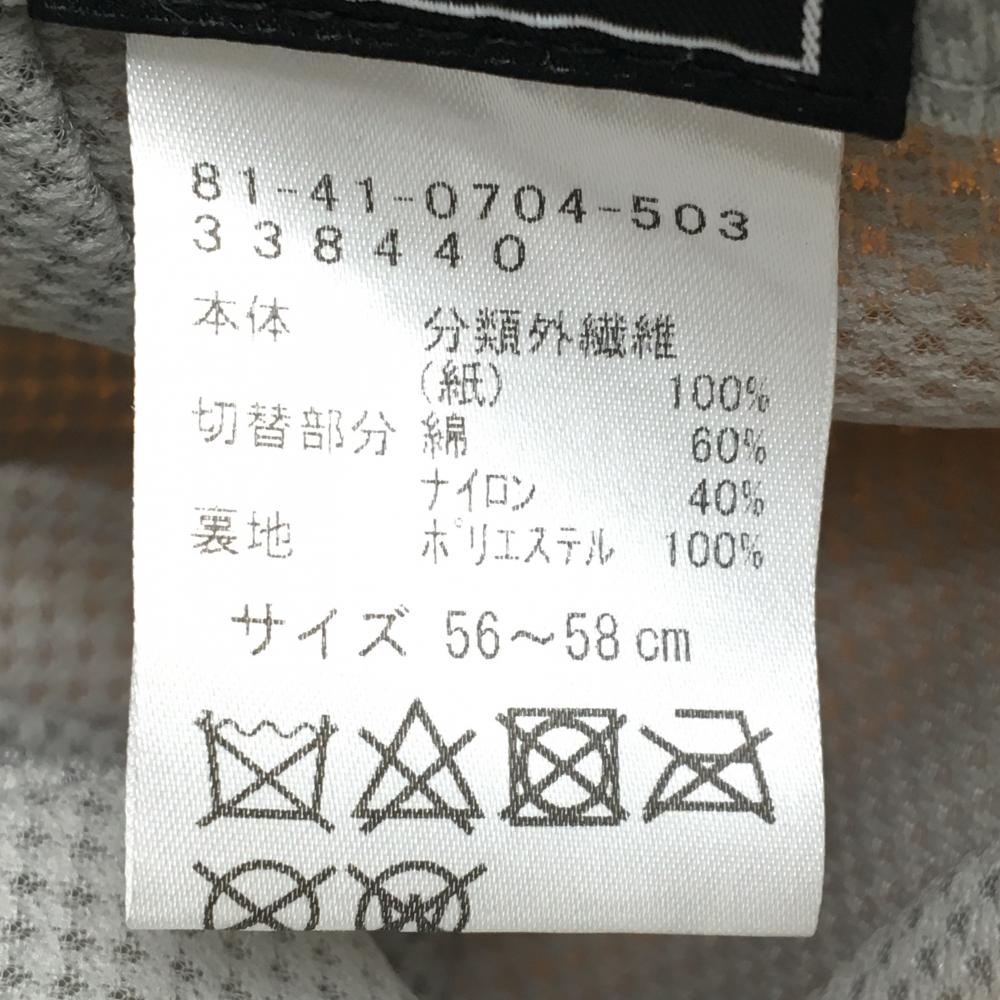 81-41-0704-503
338440
本体 分類外繊維
(紙) 100%
切替部分 綿 60%
ナイロン 40%
裏地 ポリエステル 100%
サイズ 56～58cm